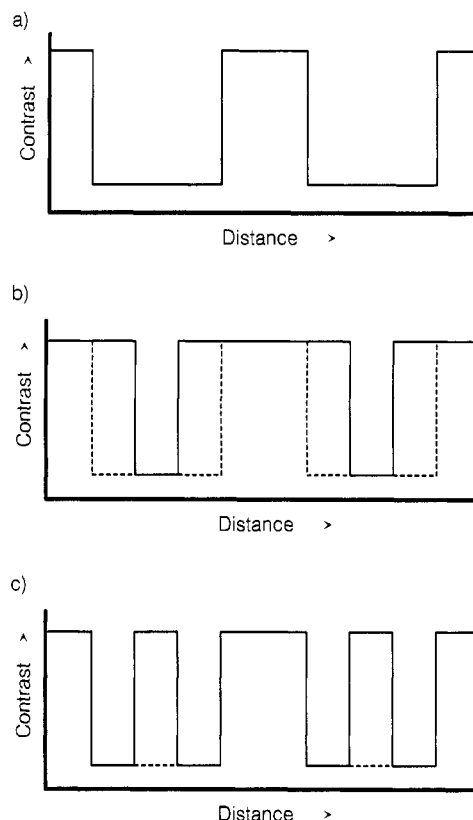 a)
Contrast >
Distance >
b)
Contrast >
Distance >
c)
Contrast >
Distance >